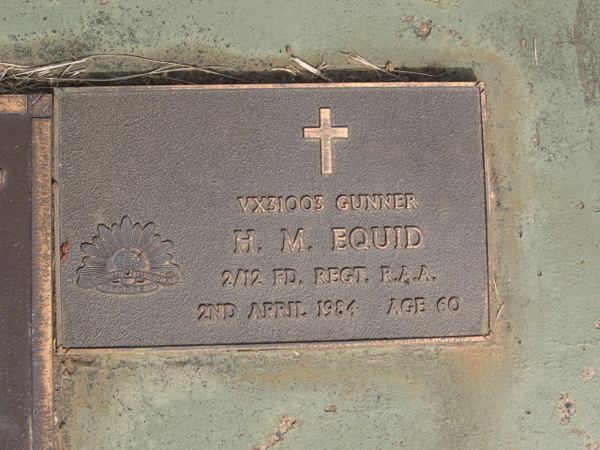 VX31003 GUNNER
H. M. EQUID
2/12 FD. REGT. R.A.A.
2ND APRIL 1984 AGE 60